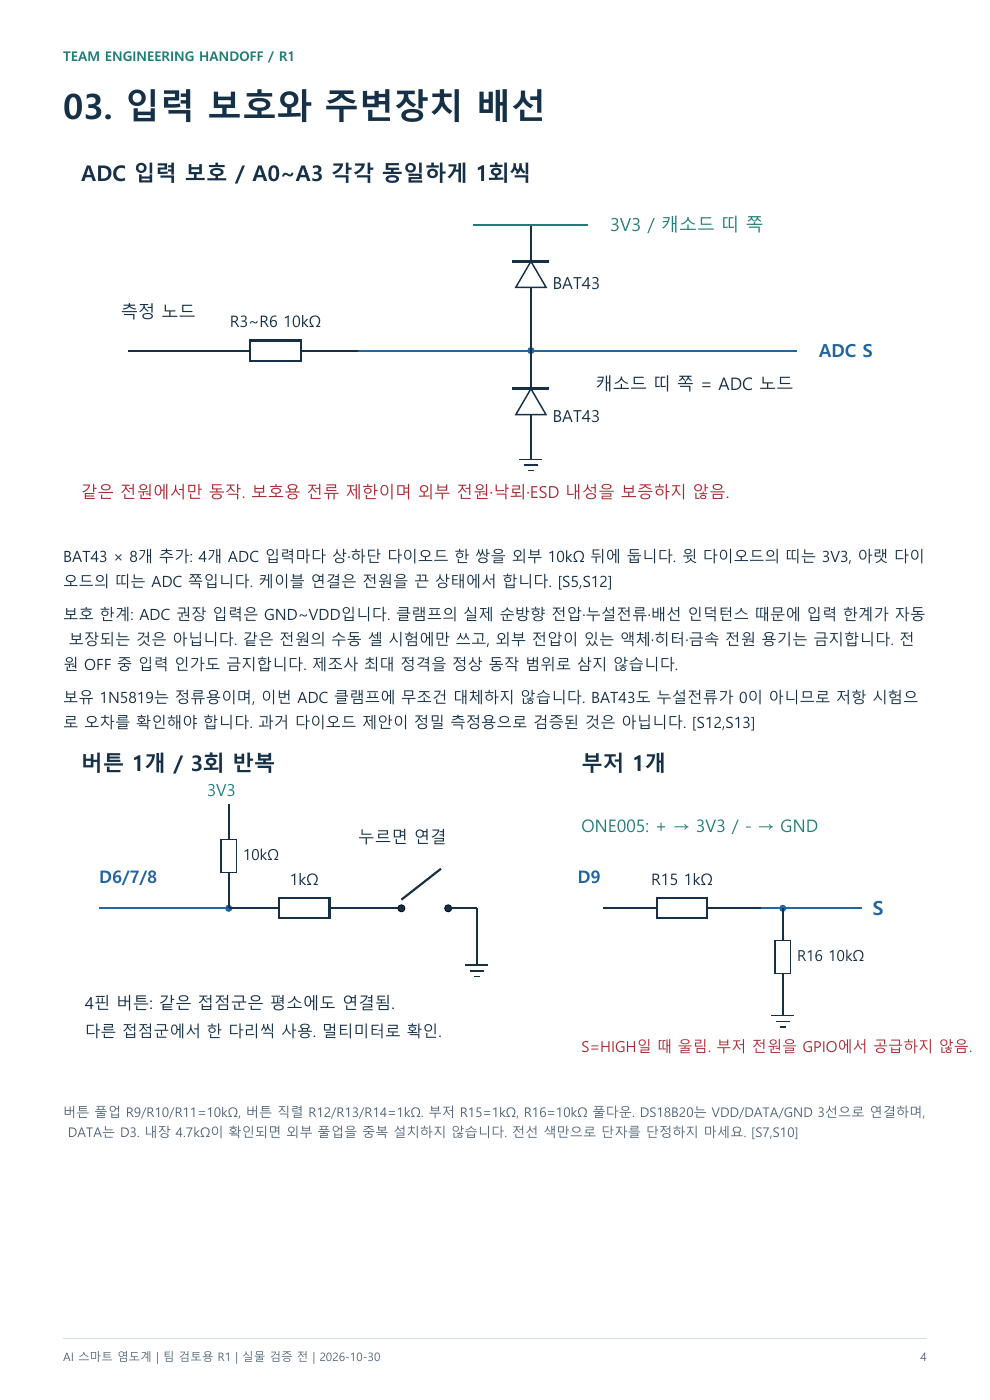 TEAM ENGINEERING HANDOFF / R1
03. 입력 보호와 주변장치 배선
ADC 입력 보호 / A0~A3 각각 동일하게 1회씩
3V3 / 캐소드 띠 쪽
BAT43
측정 노드
R3~R6 10kΩ
ADC S
캐소드 띠 쪽 = ADC 노드
BAT43
같은 전원에서만 동작. 보호용 전류 제한이며 외부 전원·낙뢰·ESD 내성을 보증하지 않음.
BAT43 × 8개 추가: 4개 ADC 입력마다 상·하단 다이오드 한 쌍을 외부 10kΩ 뒤에 둡니다. 윗 다이오드의 띠는 3V3, 아랫 다이
오드의 띠는 ADC 쪽입니다. 케이블 연결은 전원을 끈 상태에서 합니다. [S5,S12]
보호 한계: ADC 권장 입력은 GND~VDD입니다. 클램프의 실제 순방향 전압·누설전류·배선 인덕턴스 때문에 입력 한계가 자동
보장되는 것은 아닙니다. 같은 전원의 수동 셀 시험에만 쓰고, 외부 전압이 있는 액체·히터·금속 전원 용기는 금지합니다. 전
원 OFF 중 입력 인가도 금지합니다. 제조사 최대 정격을 정상 동작 범위로 삼지 않습니다.
보유 1N5819는 정류용이며, 이번 ADC 클램프에 무조건 대체하지 않습니다. BAT43도 누설전류가 0이 아니므로 저항 시험으
로 오차를 확인해야 합니다. 과거 다이오드 제안이 정밀 측정용으로 검증된 것은 아닙니다. [S12,S13]
버튼 1개 / 3회 반복
3V3
10kΩ
누르면 연결
D6/7/8
1kΩ
4핀 버튼: 같은 접점군은 평소에도 연결됨.
다른 접점군에서 한 다리씩 사용. 멀티미터로 확인.
부저 1개
ONE005: + → 3V3 / - → GND
D9
R15 1kΩ
S
R16 10kΩ
S=HIGH일 때 울림. 부저 전원을 GPIO에서 공급하지 않음.
버튼 풀업 R9/R10/R11=10kΩ, 버튼 직렬 R12/R13/R14=1kΩ. 부저 R15=1kΩ, R16=10kΩ 풀다운. DS18B20는 VDD/DATA/GND 3선으로 연결하며,
DATA는 D3. 내장 4.7kΩ이 확인되면 외부 풀업을 중복 설치하지 않습니다. 전선 색만으로 단자를 단정하지 마세요. [S7,S10]
AI 스마트 염도계 | 팀 검토용 R1 | 실물 검증 전 | 2026-10-30
4